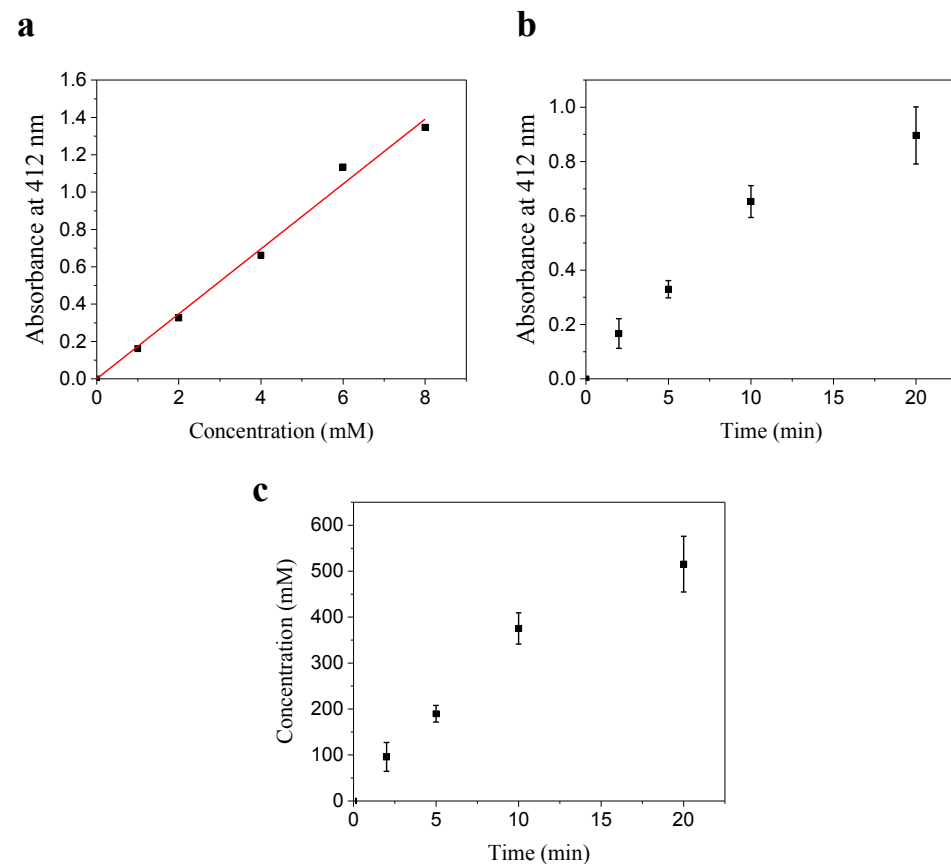 a
Absorbance at 412 nm
1.6
1.4
1.2
1.0
0.8
0.6
0.4
0.2
0.0
0 2 4 6 8
Concentration (mM)
b
Absorbance at 412 nm
1.0
0.8
0.6
0.4
0.2
0.0
0 5 10 15 20
Time (min)
c
Concentration (mM)
600
500
400
300
200
100
0
0 5 10 15 20
Time (min)